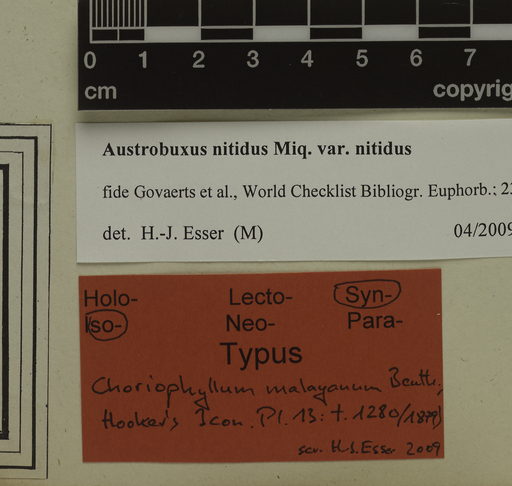 0 1 2 3 4 5 6 7
cm copyrig
Austrobuxus nitidus Miq. var. nitidus
fide Govaerts et al., World Checklist Bibliogr. Euphorb.: 23
det. H.-J. Esser (M) 04/2009
Holo- Lecto- Syn-
Iso- Neo- Para-
Typus
Choriophyllum malayanum Benth.,
Hooker's Icon. Pl. 13: t. 1280 (1879)
scr. H.-J. Esser 2009